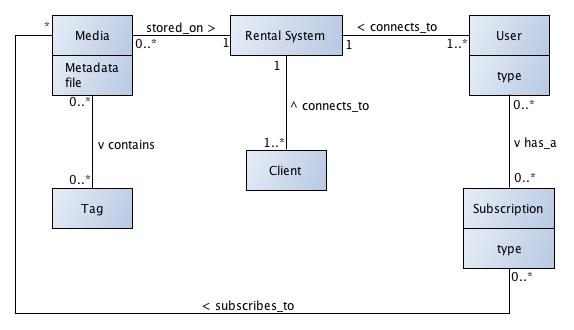 *
Media
stored_on >
0..*
1
Rental System
< connects_to
1
1..*
User
Metadata
file
type
0..*
1
^ connects_to
0..*
v contains
1..*
v has_a
0..*
Client
0..*
Tag
Subscription
type
0..*
< subscribes_to